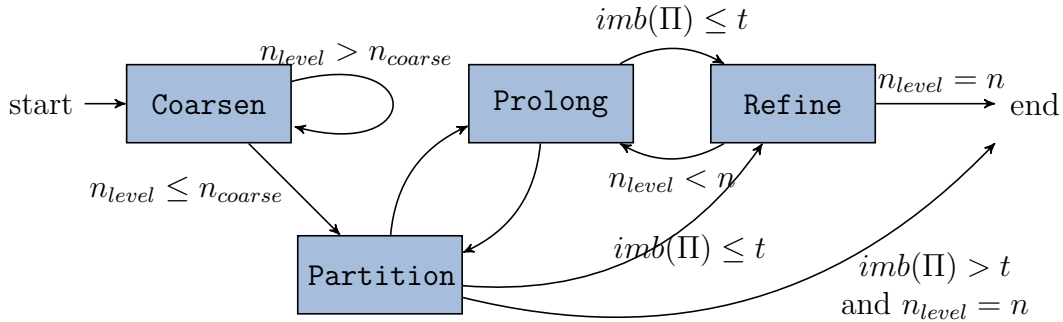 imb(Π) ≤ t
n_level > n_coarse
n_level = n
start
Coarsen
Prolong
Refine
end
n_level ≤ n_coarse
n_level < n
Partition
imb(Π) ≤ t
imb(Π) > t
and n_level = n